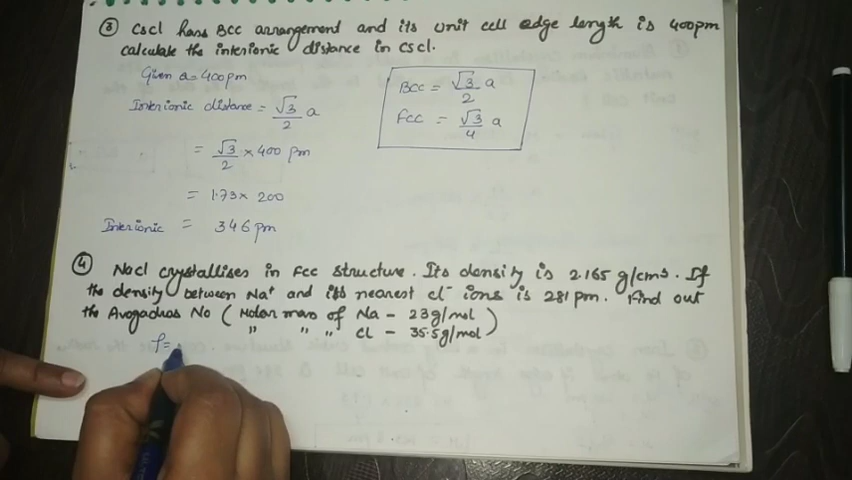 ③ CsCl has BCC arrangement and its unit cell edge length is 400pm
calculate the interionic distance in CsCl.
Given a = 400pm
Interionic distance = √3/2 a
= √3/2 × 400 pm
= 1.73 × 200
Interionic = 346 pm
BCC = √3/2 a
FCC = √3/4 a
④ NaCl crystallises in FCC structure. Its density is 2.165 g/cm³. If
the density between Na⁺ and its nearest Cl⁻ ions is 281 pm. Find out
the Avogadros No ( Molar mass of Na - 23g/mol )
" " " Cl - 35.5g/mol
ρ =